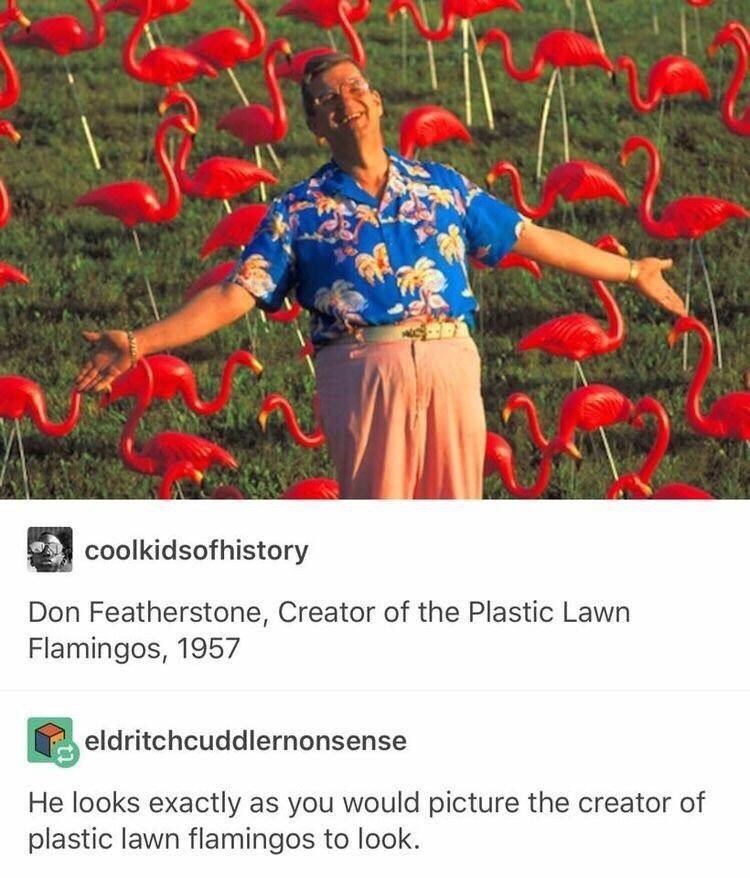 coolkidsofhistory
Don Featherstone, Creator of the Plastic Lawn
Flamingos, 1957
eldritchcuddlernonsense
He looks exactly as you would picture the creator of
plastic lawn flamingos to look.